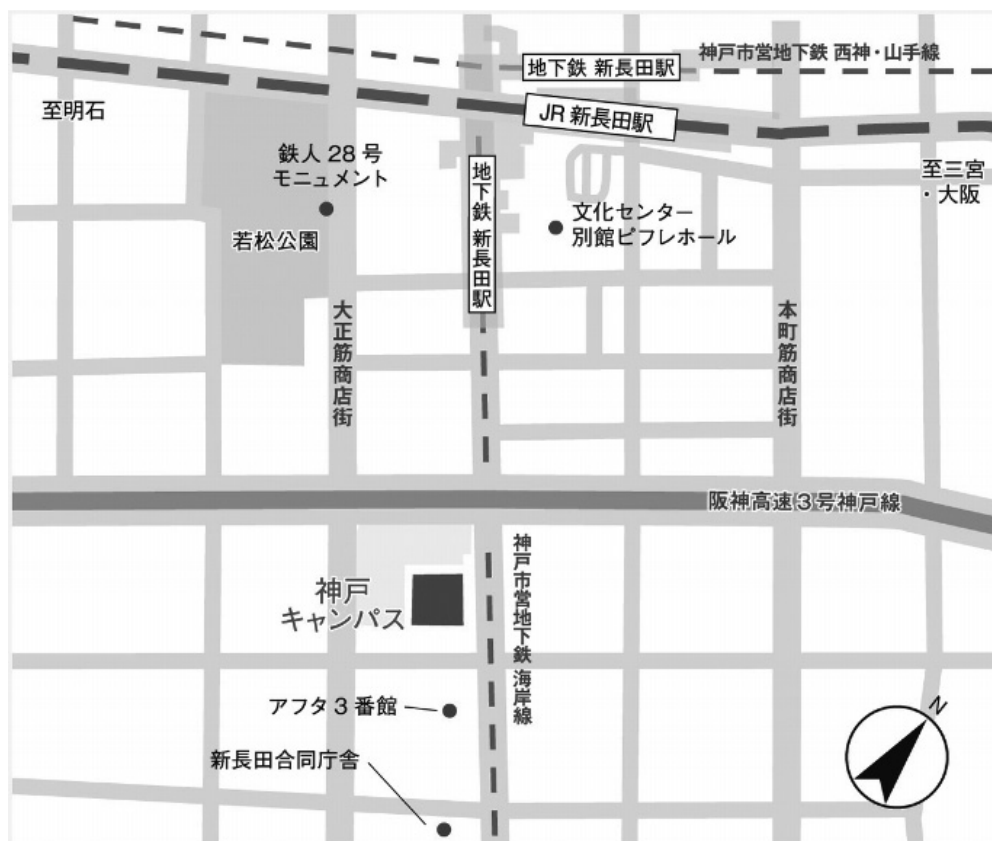 神戸市営地下鉄 西神・山手線
地下鉄 新長田駅
JR 新長田駅
至明石
鉄人 28 号
モニュメント
地下鉄 新長田駅
至三宮
・大阪
文化センター
別館ピフレホール
若松公園
大正筋商店街
本町筋商店街
阪神高速3号神戸線
神戸
キャンパス
神戸市営地下鉄 海岸線
アフタ3番館
新長田合同庁舎
N